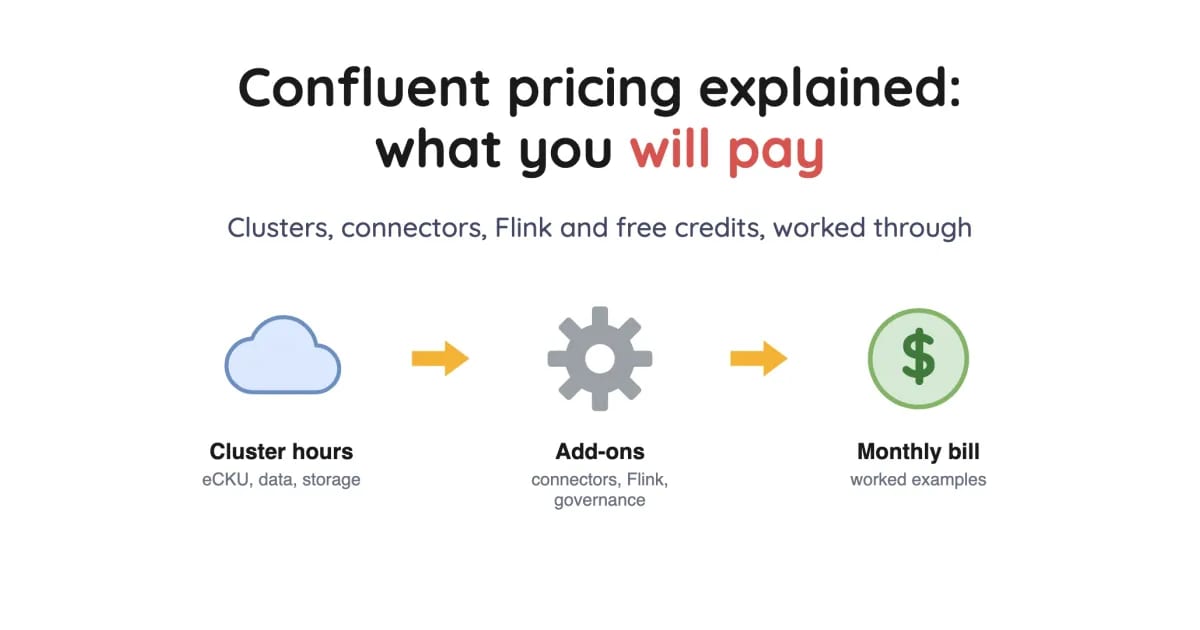 Confluent pricing explained:
what you will pay
Clusters, connectors, Flink and free credits, worked through
$
Cluster hours
eCKU, data, storage
Add-ons
connectors, Flink,
governance
Monthly bill
worked examples